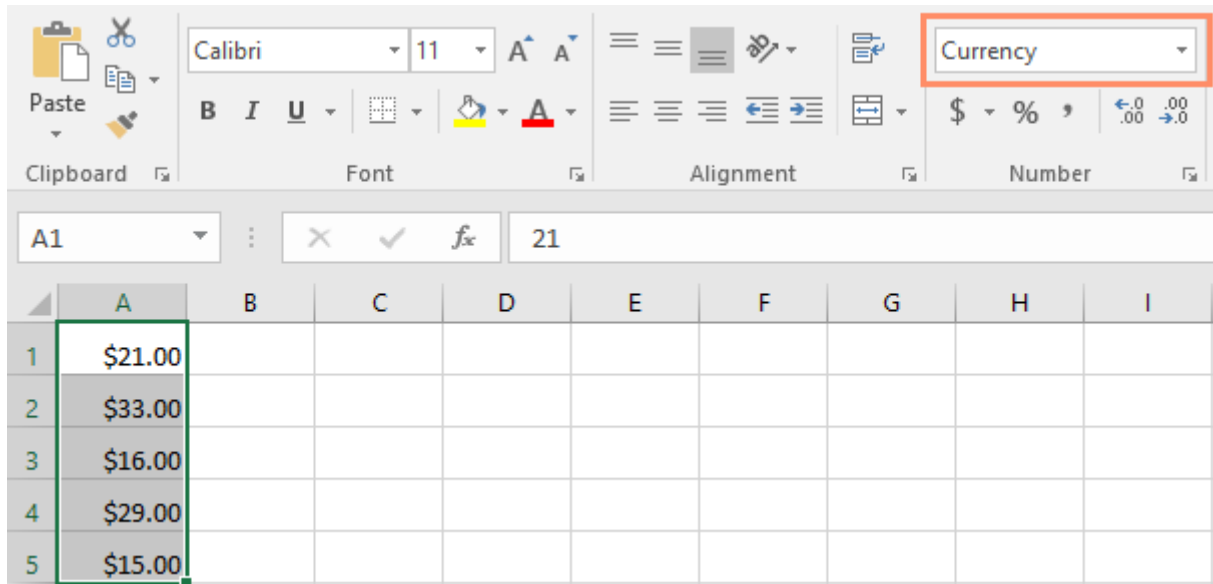 Calibri 11 A A Currency
Paste
B I U A $ % , .0 .00 .00 .0
Clipboard Font Alignment Number
A1 fx 21
A B C D E F G H I
1 $21.00
2 $33.00
3 $16.00
4 $29.00
5 $15.00